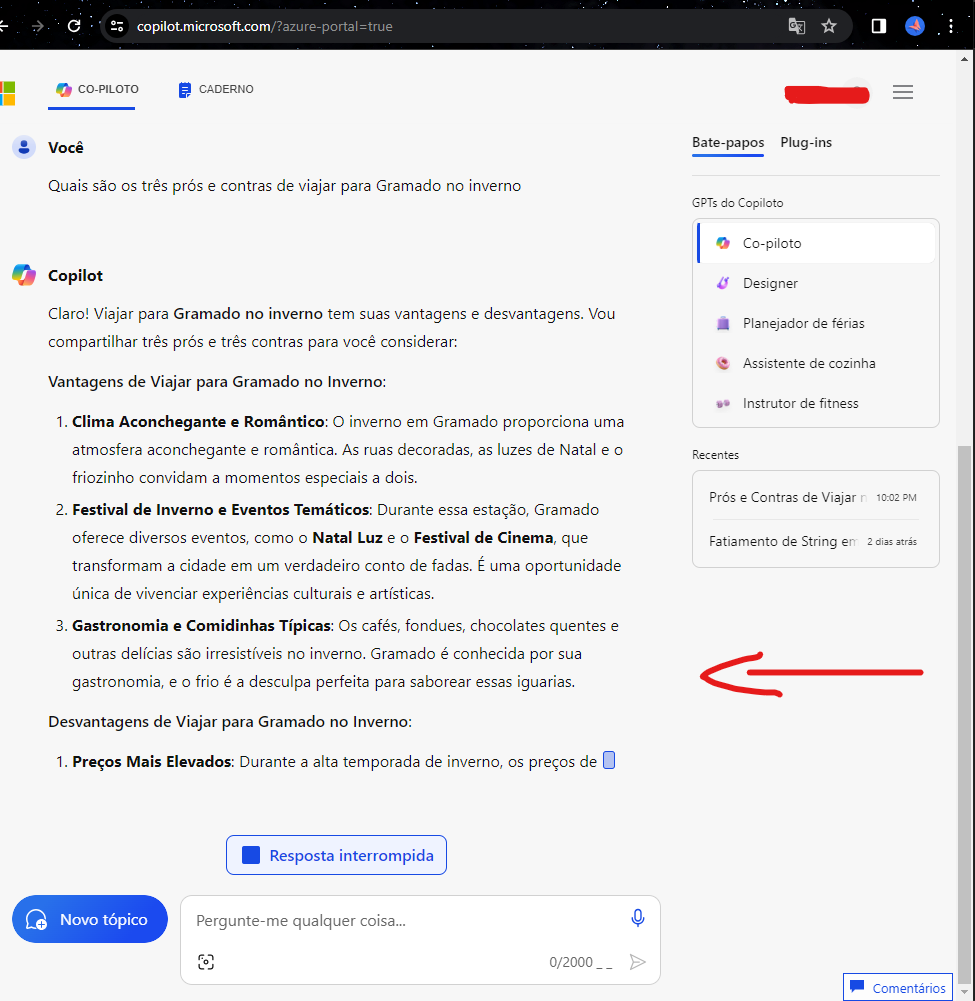 copilot.microsoft.com/?azure-portal=true
CO-PILOTO
CADERNO
Você
Quais são os três prós e contras de viajar para Gramado no inverno
Copilot
Claro! Viajar para Gramado no inverno tem suas vantagens e desvantagens. Vou
compartilhar três prós e três contras para você considerar:
Vantagens de Viajar para Gramado no Inverno:
1. Clima Aconchegante e Romântico: O inverno em Gramado proporciona uma
atmosfera aconchegante e romântica. As ruas decoradas, as luzes de Natal e o
friozinho convidam a momentos especiais a dois.
2. Festival de Inverno e Eventos Temáticos: Durante essa estação, Gramado
oferece diversos eventos, como o Natal Luz e o Festival de Cinema, que
transformam a cidade em um verdadeiro conto de fadas. É uma oportunidade
única de vivenciar experiências culturais e artísticas.
3. Gastronomia e Comidinhas Típicas: Os cafés, fondues, chocolates quentes e
outras delícias são irresistíveis no inverno. Gramado é conhecida por sua
gastronomia, e o frio é a desculpa perfeita para saborear essas iguarias.
Desvantagens de Viajar para Gramado no Inverno:
1. Preços Mais Elevados: Durante a alta temporada de inverno, os preços de
Resposta interrompida
Novo tópico
Pergunte-me qualquer coisa...
0/2000 _ _
Bate-papos
Plug-ins
GPTs do Copiloto
Co-piloto
Designer
Planejador de férias
Assistente de cozinha
Instrutor de fitness
Recentes
Prós e Contras de Viajar n 10:02 PM
Fatiamento de String em 2 dias atrás
Comentários